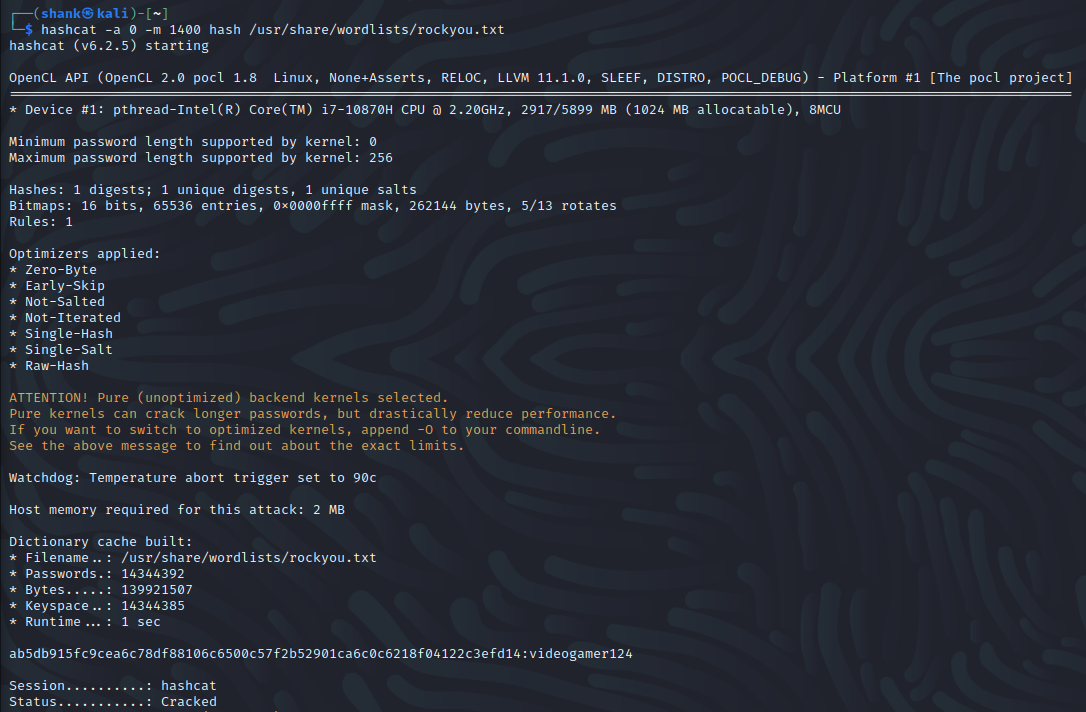 ┌──(shank㉿kali)-[~]
└─$ hashcat -a 0 -m 1400 hash /usr/share/wordlists/rockyou.txt
hashcat (v6.2.5) starting
OpenCL API (OpenCL 2.0 pocl 1.8  Linux, None+Asserts, RELOC, LLVM 11.1.0, SLEEF, DISTRO, POCL_DEBUG) - Platform #1 [The pocl project]
* Device #1: pthread-Intel(R) Core(TM) i7-10870H CPU @ 2.20GHz, 2917/5899 MB (1024 MB allocatable), 8MCU
Minimum password length supported by kernel: 0
Maximum password length supported by kernel: 256
Hashes: 1 digests; 1 unique digests, 1 unique salts
Bitmaps: 16 bits, 65536 entries, 0x0000ffff mask, 262144 bytes, 5/13 rotates
Rules: 1
Optimizers applied:
* Zero-Byte
* Early-Skip
* Not-Salted
* Not-Iterated
* Single-Hash
* Single-Salt
* Raw-Hash
ATTENTION! Pure (unoptimized) backend kernels selected.
Pure kernels can crack longer passwords, but drastically reduce performance.
If you want to switch to optimized kernels, append -O to your commandline.
See the above message to find out about the exact limits.
Watchdog: Temperature abort trigger set to 90c
Host memory required for this attack: 2 MB
Dictionary cache built:
* Filename..: /usr/share/wordlists/rockyou.txt
* Passwords.: 14344392
* Bytes.....: 139921507
* Keyspace..: 14344385
* Runtime...: 1 sec
ab5db915fc9cea6c78df88106c6500c57f2b52901ca6c0c6218f04122c3efd14:videogamer124
Session..........: hashcat
Status...........: Cracked